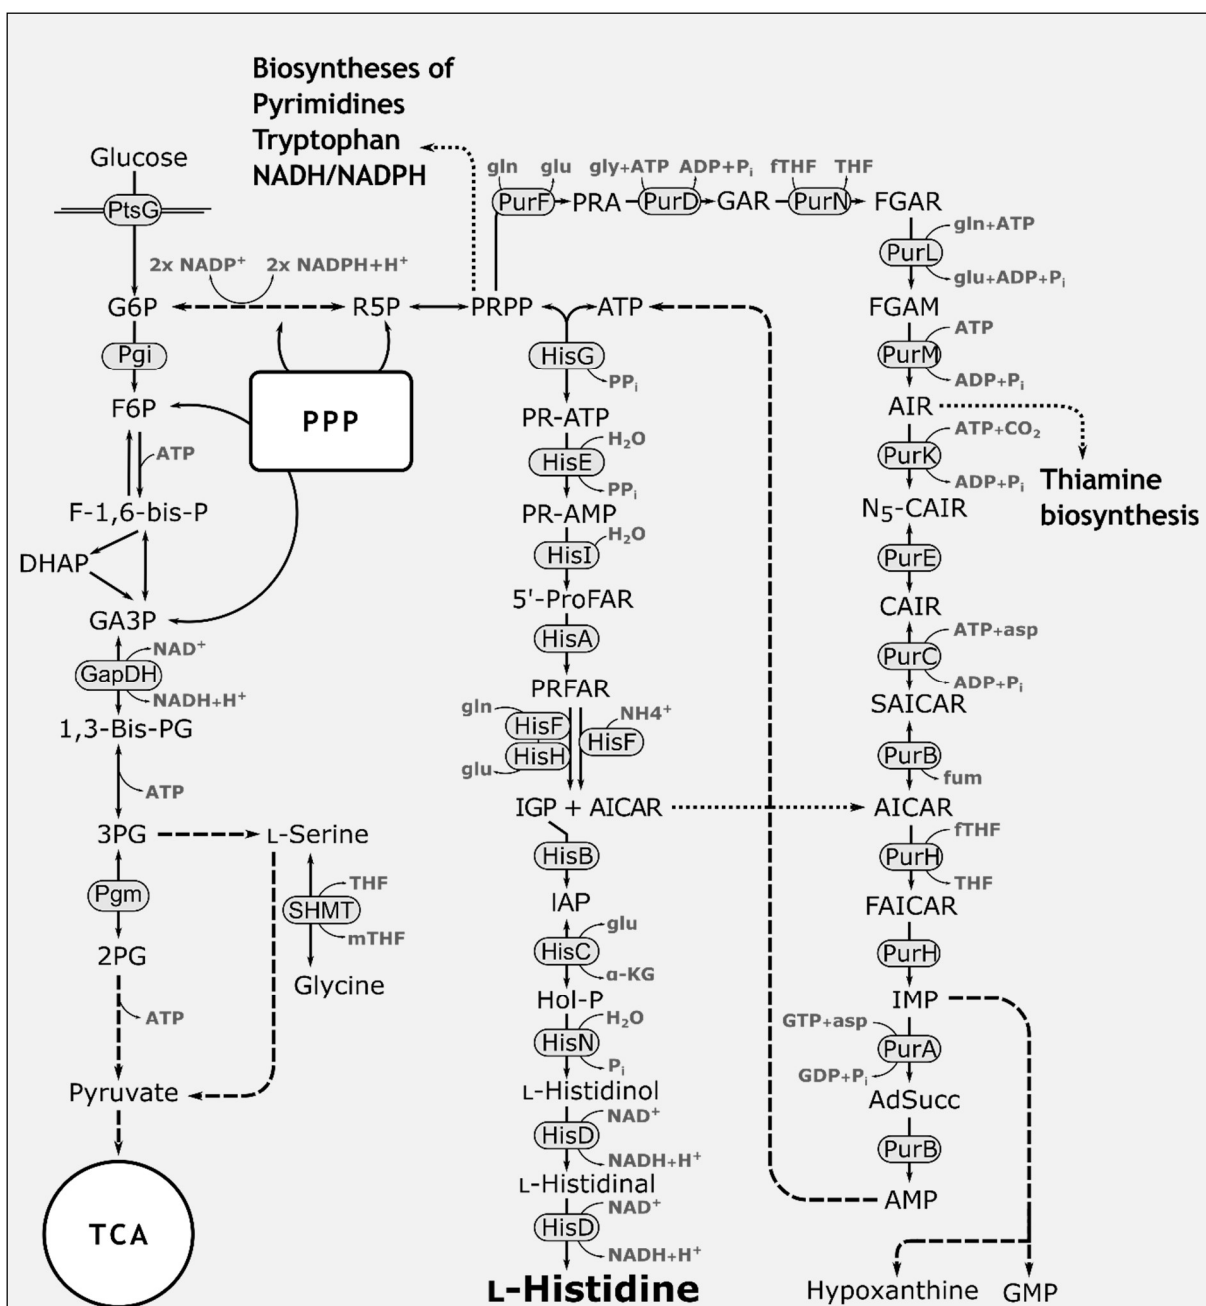 Biosyntheses of
Pyrimidines
Tryptophan
NADH/NADPH
Glucose
PtsG
2x NADP⁺ 2x NADPH+H⁺
G6P
R5P
PRPP
ATP
gln glu gly+ATP ADP+Pᵢ fTHF THF
PurF PRA PurD GAR PurN FGAR
Pgi
F6P
ATP
F-1,6-bis-P
DHAP
GA3P
PPP
NAD⁺
GapDH
NADH+H⁺
1,3-Bis-PG
ATP
3PG
L-Serine
Pgm
THF
SHMT
mTHF
2PG
Glycine
ATP
Pyruvate
TCA
HisG
PPᵢ
PR-ATP
H₂O
HisE
PPᵢ
PR-AMP
H₂O
HisI
5'-ProFAR
HisA
PRFAR
gln
NH4⁺
HisF
HisF
HisH
glu
IGP + AICAR
HisB
IAP
glu
HisC
α-KG
Hol-P
H₂O
HisN
Pᵢ
L-Histidinol
NAD⁺
HisD
NADH+H⁺
L-Histidinal
NAD⁺
HisD
NADH+H⁺
L-Histidine
gln+ATP
PurL
glu+ADP+Pᵢ
FGAM
ATP
PurM
ADP+Pᵢ
AIR
ATP+CO₂
PurK
ADP+Pᵢ
Thiamine
biosynthesis
N₅-CAIR
PurE
CAIR
ATP+asp
PurC
ADP+Pᵢ
SAICAR
PurB
fum
AICAR
fTHF
PurH
THF
FAICAR
PurH
IMP
GTP+asp
PurA
GDP+Pᵢ
AdSucc
PurB
AMP
Hypoxanthine GMP